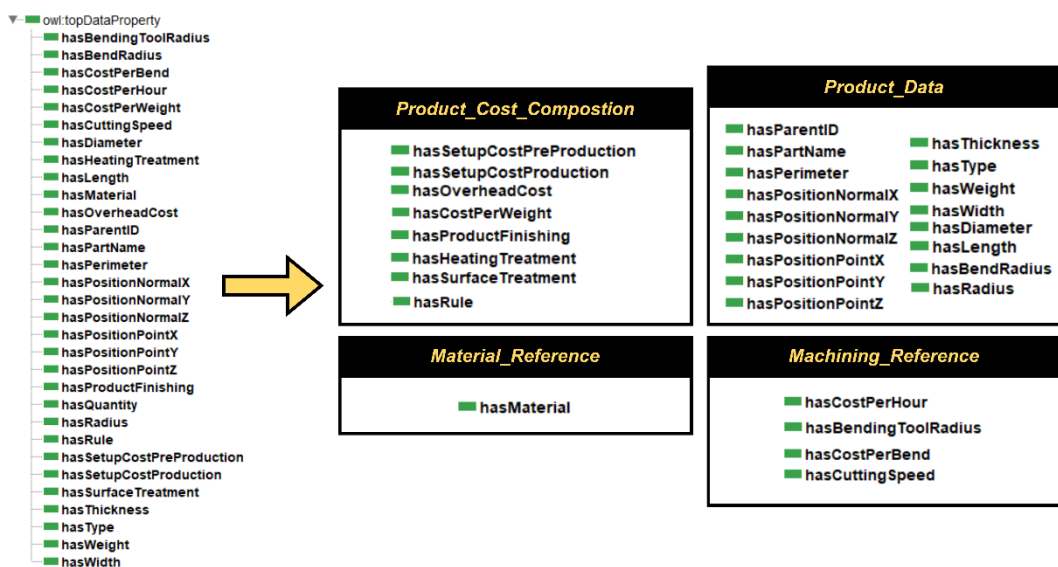 owl:topDataProperty
hasBendingToolRadius
hasBendRadius
hasCostPerBend
hasCostPerHour
hasCostPerWeight
hasCuttingSpeed
hasDiameter
hasHeatingTreatment
hasLength
hasMaterial
hasOverheadCost
hasParentID
hasPartName
hasPerimeter
hasPositionNormalX
hasPositionNormalY
hasPositionNormalZ
hasPositionPointX
hasPositionPointY
hasPositionPointZ
hasProductFinishing
hasQuantity
hasRadius
hasRule
hasSetupCostPreProduction
hasSetupCostProduction
hasSurfaceTreatment
hasThickness
hasType
hasWeight
hasWidth
Product_Cost_Compostion
hasSetupCostPreProduction
hasSetupCostProduction
hasOverheadCost
hasCostPerWeight
hasProductFinishing
hasHeatingTreatment
hasSurfaceTreatment
hasRule
Product_Data
hasParentID
hasPartName
hasPerimeter
hasPositionNormalX
hasPositionNormalY
hasPositionNormalZ
hasPositionPointX
hasPositionPointY
hasPositionPointZ
hasThickness
hasType
hasWeight
hasWidth
hasDiameter
hasLength
hasBendRadius
hasRadius
Material_Reference
hasMaterial
Machining_Reference
hasCostPerHour
hasBendingToolRadius
hasCostPerBend
hasCuttingSpeed